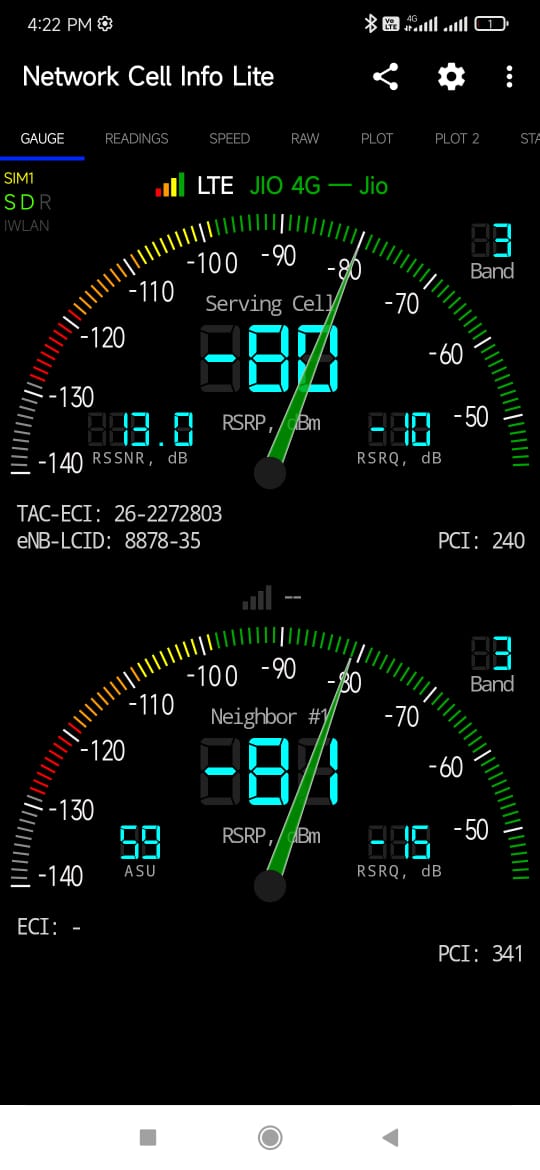 4:22 PM
Vo LTE 4G 1
Network Cell Info Lite
GAUGE READINGS SPEED RAW PLOT PLOT 2 STA
SIM1
S D R
IWLAN
LTE JIO 4G — Jio
3
Band
-140 -130 -120 -110 -100 -90 -80 -70 -60 -50
Serving Cell
-80
RSRP, dBm
13.0
RSSNR, dB
-10
RSRQ, dB
TAC-ECI: 26-2272803
eNB-LCID: 8878-35
PCI: 240
--
3
Band
-140 -130 -120 -110 -100 -90 -80 -70 -60 -50
Neighbor #1
-81
RSRP, dBm
59
ASU
-15
RSRQ, dB
ECI: -
PCI: 341